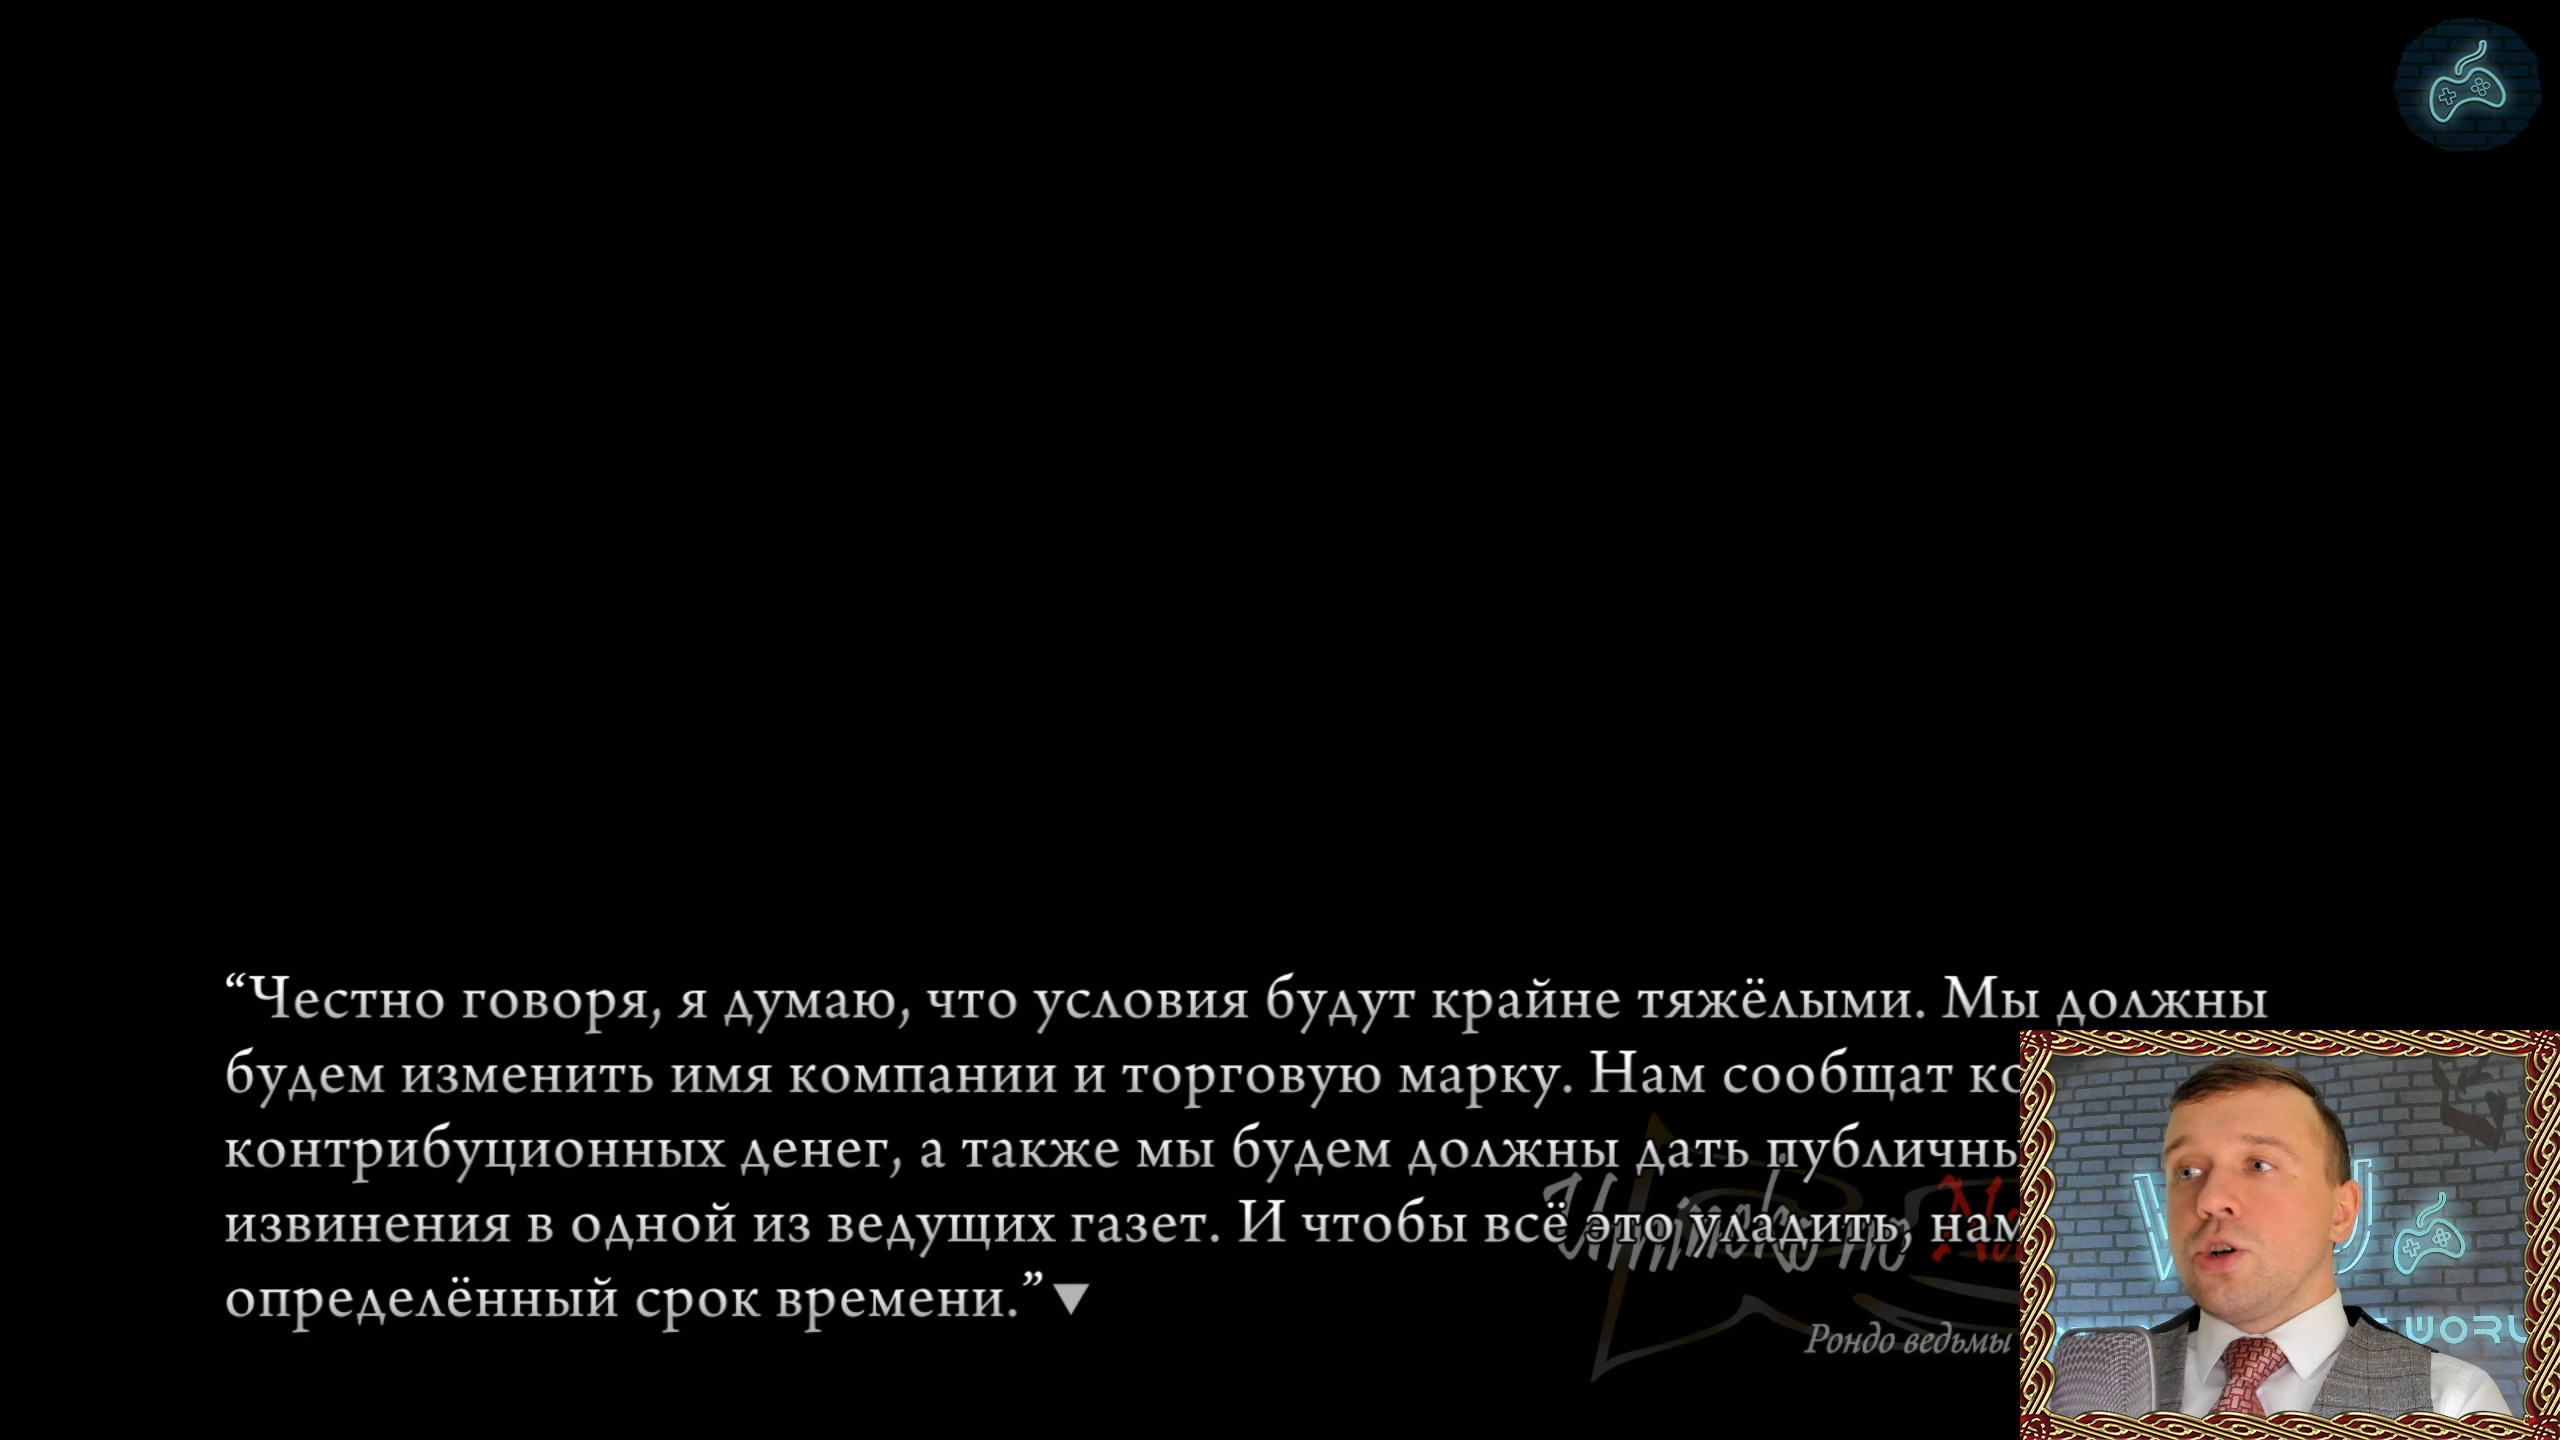 “Честно говоря, я думаю, что условия будут крайне тяжёлыми. Мы должны
будем изменить имя компании и торговую марку. Нам сообщат
контрибуционных денег, а также мы будем должны дать
извинения в одной из ведущих газет. И чтобы всё это уладить, нам
определённый срок времени.”
Umineko no
Рондо ведьмы